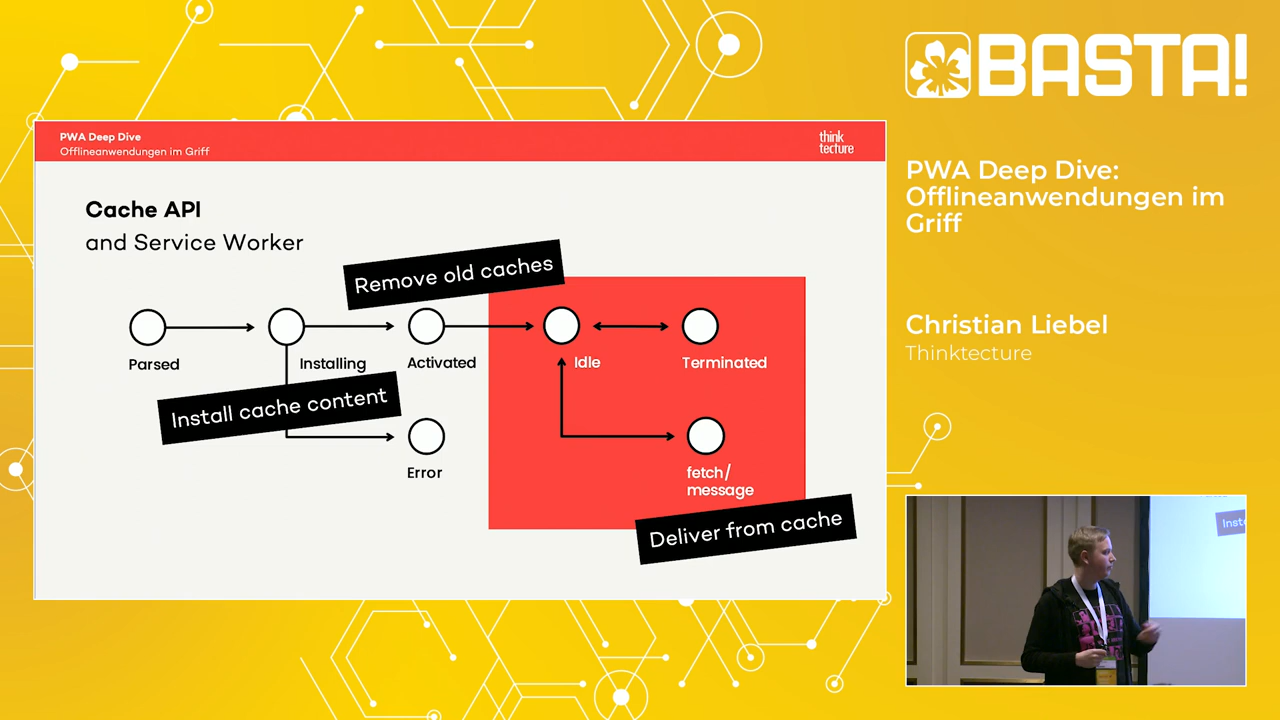 PWA Deep Dive
Offlineanwendungen im Griff
think
tecture
Cache API
and Service Worker
Remove old caches
Parsed
Installing
Activated
Idle
Terminated
Install cache content
Error
fetch/
message
Deliver from cache
BASTA!
PWA Deep Dive:
Offlineanwendungen im
Griff
Christian Liebel
Thinktecture